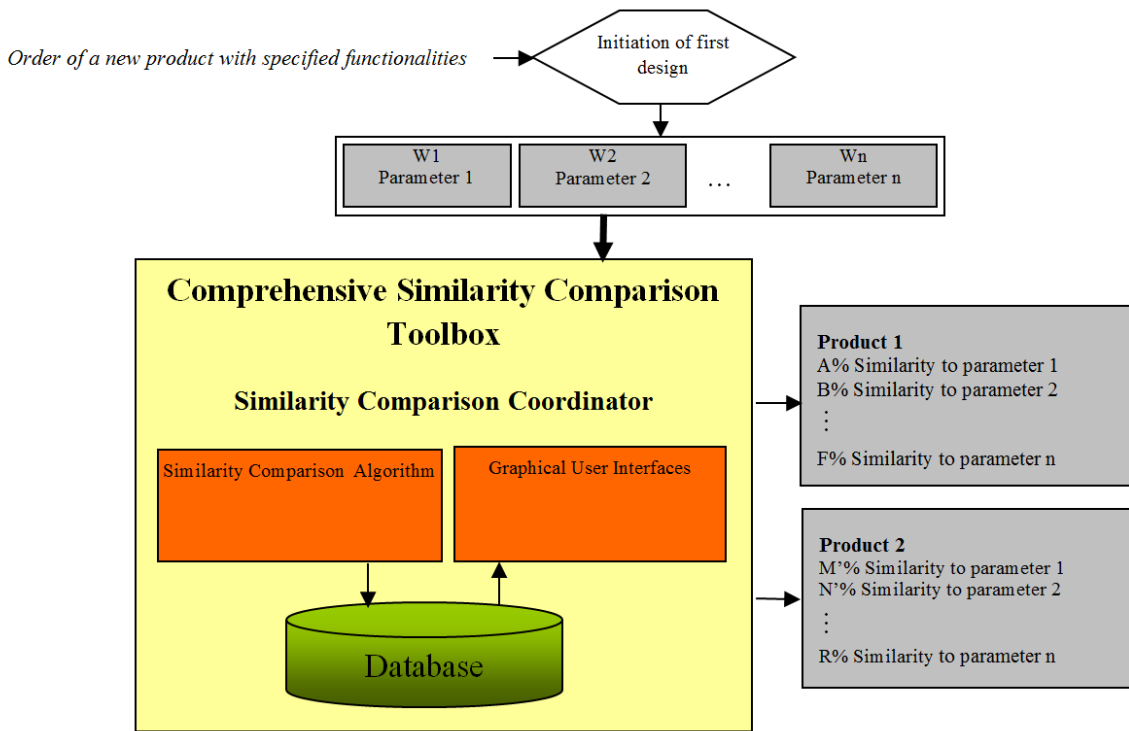 Order of a new product with specified functionalities
Initiation of first
design
W1
Parameter 1
W2
Parameter 2
...
Wn
Parameter n
Comprehensive Similarity Comparison
Toolbox
Similarity Comparison Coordinator
Similarity Comparison Algorithm
Graphical User Interfaces
Database
Product 1
A% Similarity to parameter 1
B% Similarity to parameter 2
⋮
F% Similarity to parameter n
Product 2
M’% Similarity to parameter 1
N’% Similarity to parameter 2
⋮
R% Similarity to parameter n